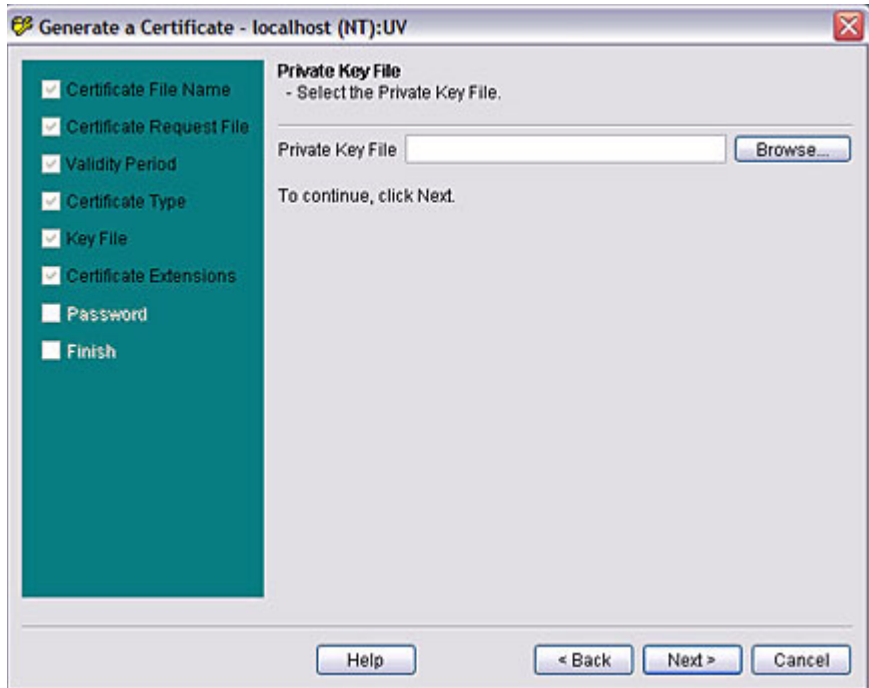 Generate a Certificate - localhost (NT):UV
Certificate File Name
Certificate Request File
Validity Period
Certificate Type
Key File
Certificate Extensions
Password
Finish
Private Key File
- Select the Private Key File.
Private Key File
Browse...
To continue, click Next.
Help
< Back
Next >
Cancel